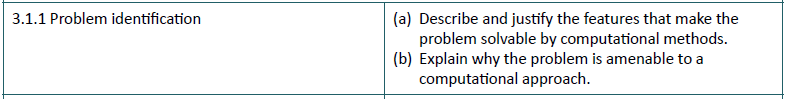 3.1.1 Problem identification
(a) Describe and justify the features that make the
problem solvable by computational methods.
(b) Explain why the problem is amenable to a
computational approach.